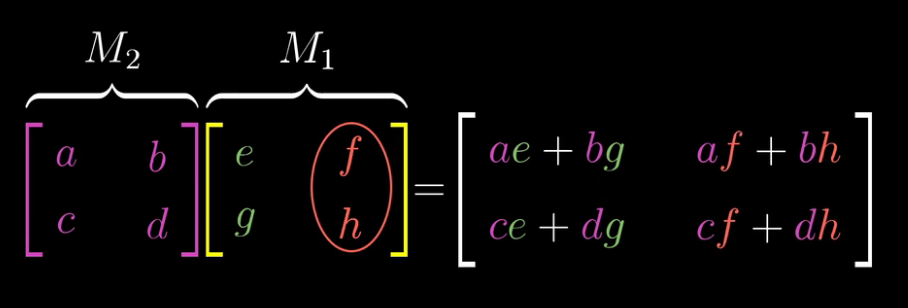 M₂ M₁
[a b] [e f] = [ae + bg af + bh]
[c d] [g h] [ce + dg cf + dh]